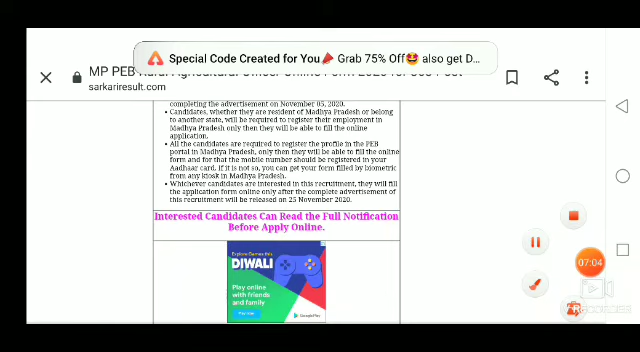 Special Code Created for You Grab 75% Off also get D...
MP PEB Rural Agricultural Officer Online Form 2020 for 863 Post
sarkariresult.com
completing the advertisement on November 05, 2020.
Candidates, whether they are resident of Madhya Pradesh or belong
to another state, will be required to register their employment in
Madhya Pradesh only then they will be able to fill the online
application.
All the candidates are required to register the profile in the PEB
portal in Madhya Pradesh, only then they will be able to fill the online
form and for that the mobile number should be registered in your
Aadhaar card. If it is not so, you can get your form filled by biometric
from any kiosk in Madhya Pradesh.
Whichever candidates are interested in this recruitment, they will fill
the application form online only after the complete advertisement of
this recruitment will be released on 25 November 2020.
Interested Candidates Can Read the Full Notification
Before Apply Online.
Explore Games this
DIWALI
Play online
with friends
and family
Google Play
07:04